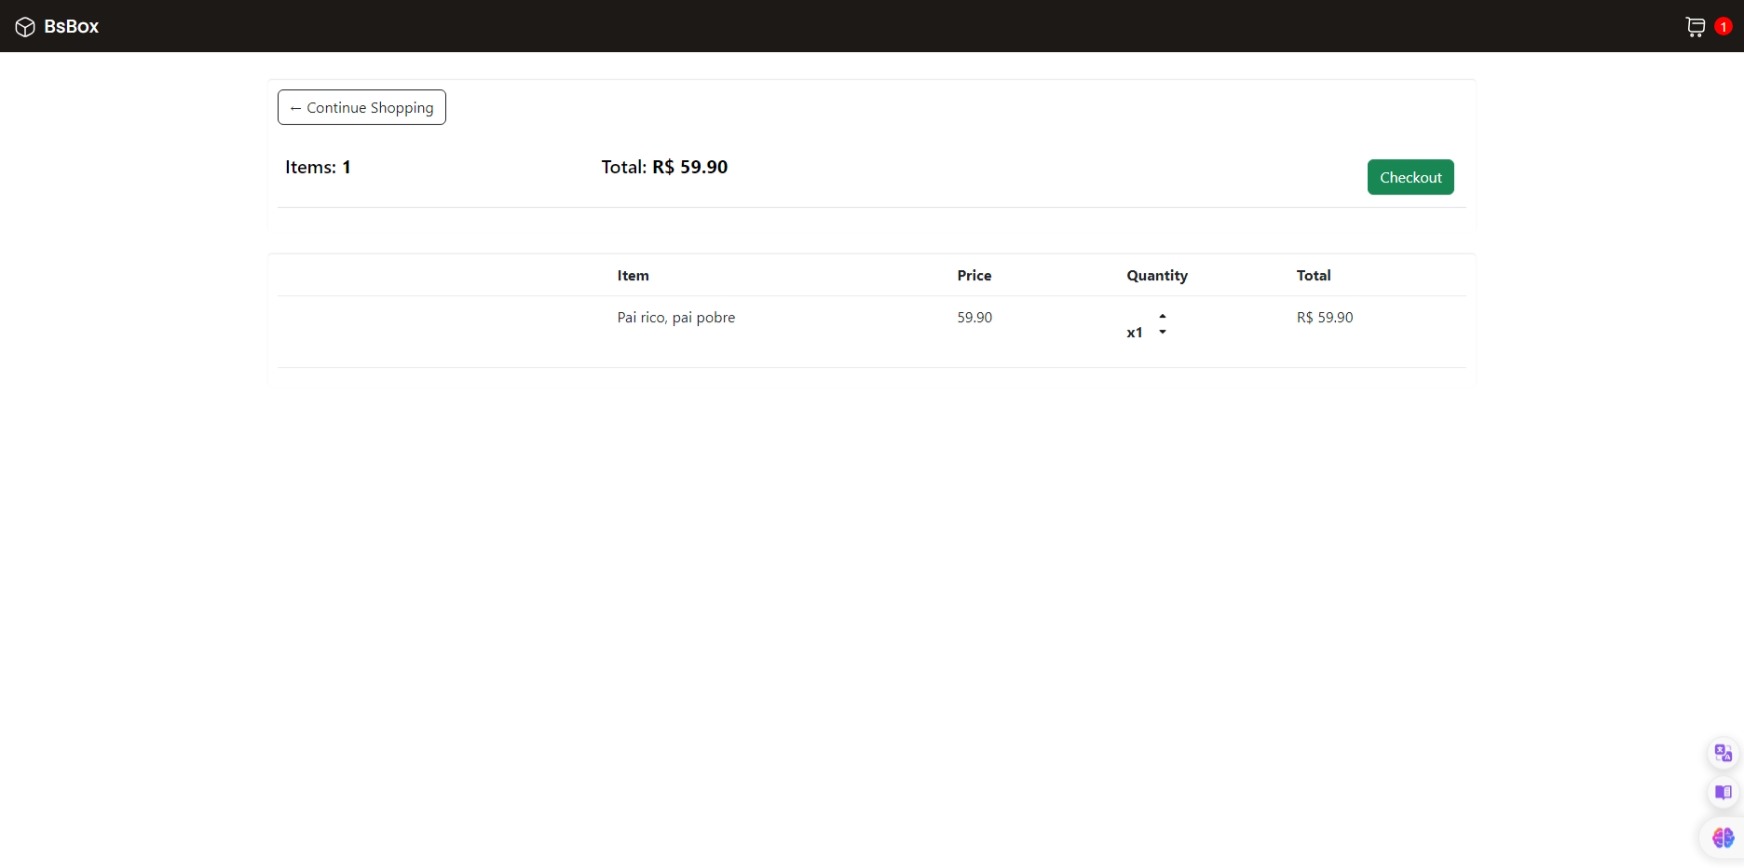 BsBox
1
← Continue Shopping
Items: 1 Total: R$ 59.90 Checkout
Item Price Quantity Total
Pai rico, pai pobre 59.90 x1 R$ 59.90